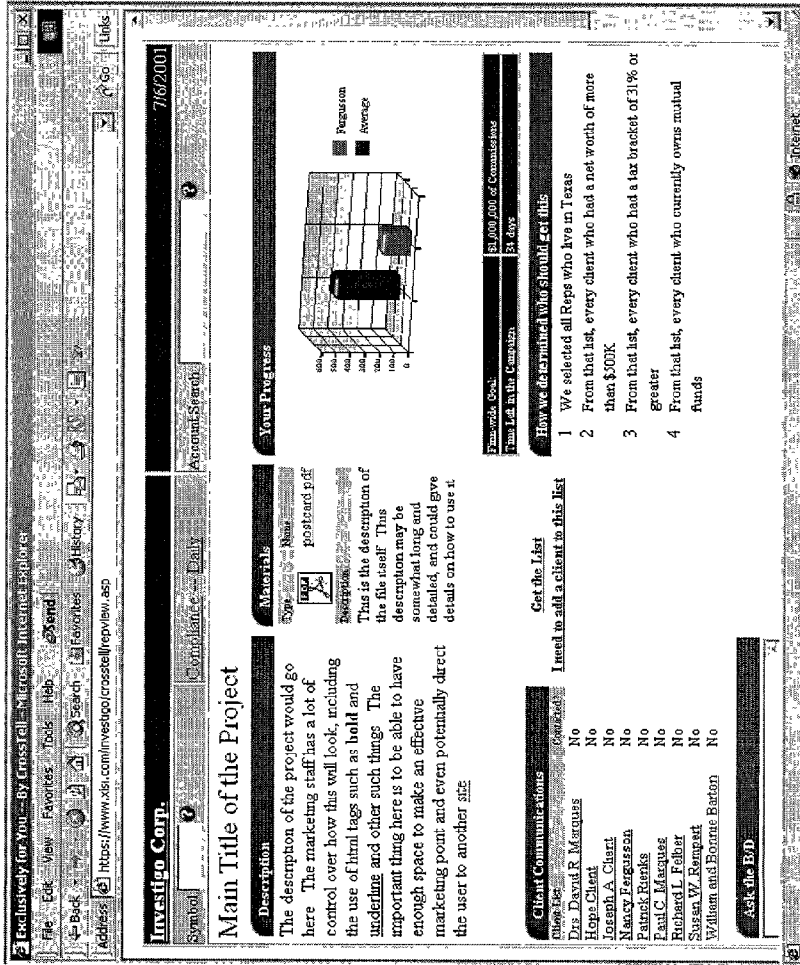 Exclusively for You -- By Crosstell - Microsoft Internet Explorer
File Edit View Favorites Tools Help Send
Back Search Favorites History
Address https://www.xisi.com/investigo/crosstell/repview.asp Go Links
Investigo Corp. 7/6/2001
Symbol Compliance -- Daily Account Search
Main Title of the Project
Description
The description of the project would go
here The marketing staff has a lot of
control over how this will look, including
the use of html tags such as bold and
underline and other such things The
important thing here is to be able to have
enough space to make an effective
marketing point and even potentially direct
the user to another site
Materials
Type Name
postcard pdf
Description
This is the description of
the file itself This
description may be
somewhat long and
detailed, and could give
details on how to use it
Your Progress
600
500
400
300
200
100
0
Fergusson
Average
Firm-wide Goal: $1,000,000 of Commissions
Time Left in the Campaign 34 days
Client Communications
Client List Contacted?
Drs David R Marques No
Hope Client No
Joseph A Client No
Nancy Fergusson No
Patrick Rienks No
Paul C. Marques No
Richard L Felber No
Susan W. Rempert No
William and Bonnie Barton No
Get the List
I need to add a client to this list
How we determined who should get this
1 We selected all Reps who live in Texas
2 From that list, every client who had a net worth of more
than $500K
3 From that list, every client who had a tax bracket of 31% or
greater
4 From that list, every client who currently owns mutual
funds
Ask the B/D
Internet